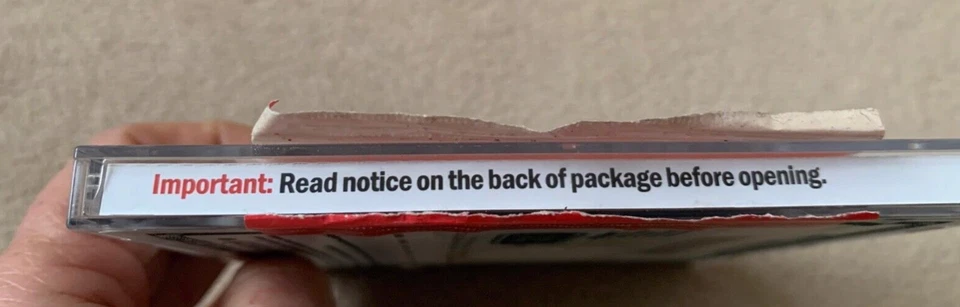 Important: Read notice on the back of package before opening.